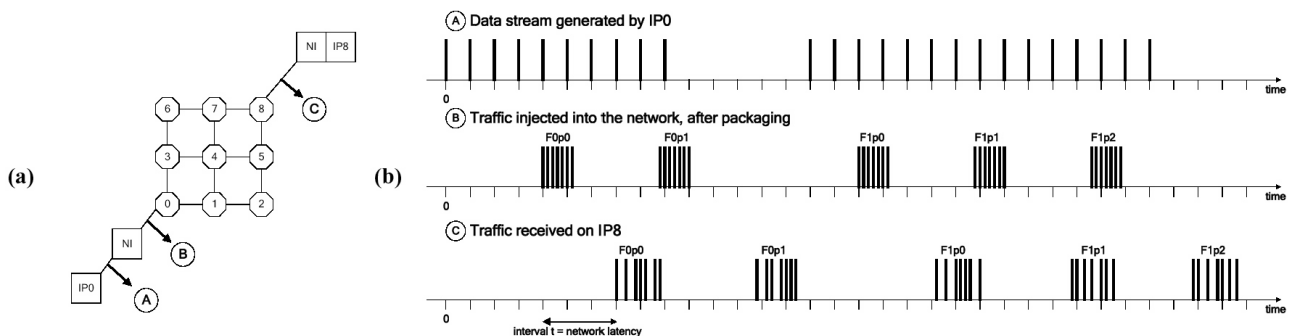 (a)
NI IP8
C
6 7 8
3 4 5
0 1 2
NI
B
IP0
A
(b)
A Data stream generated by IP0
0
time
B Traffic injected into the network, after packaging
F0p0 F0p1 F1p0 F1p1 F1p2
0
time
C Traffic received on IP8
F0p0 F0p1 F1p0 F1p1 F1p2
0
time
interval t = network latency